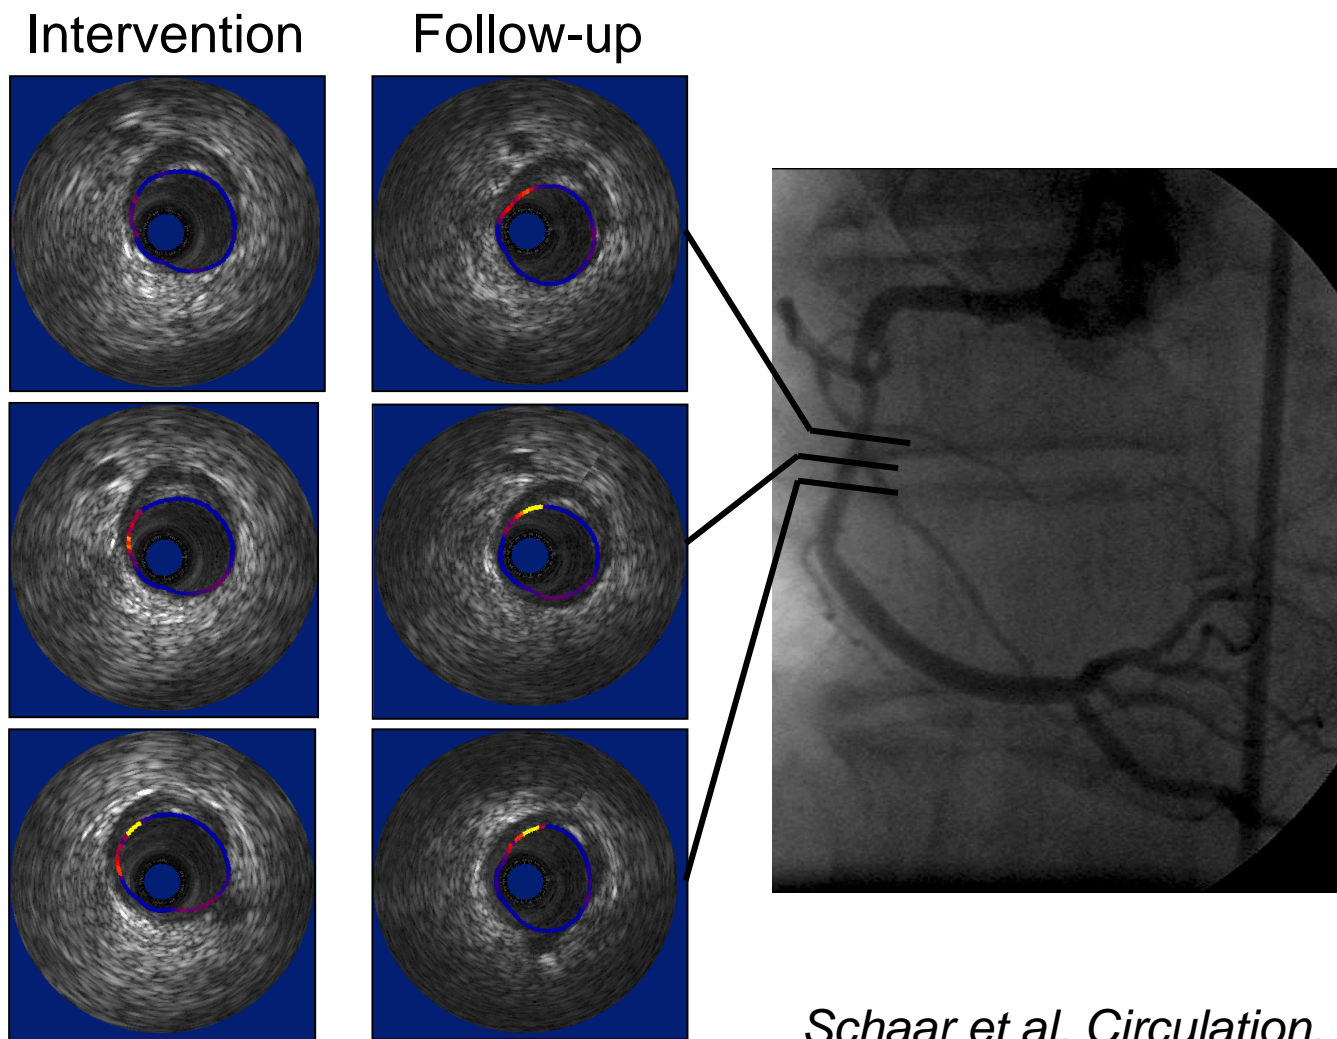 Intervention
Follow-up
Schaar et al. Circulation.